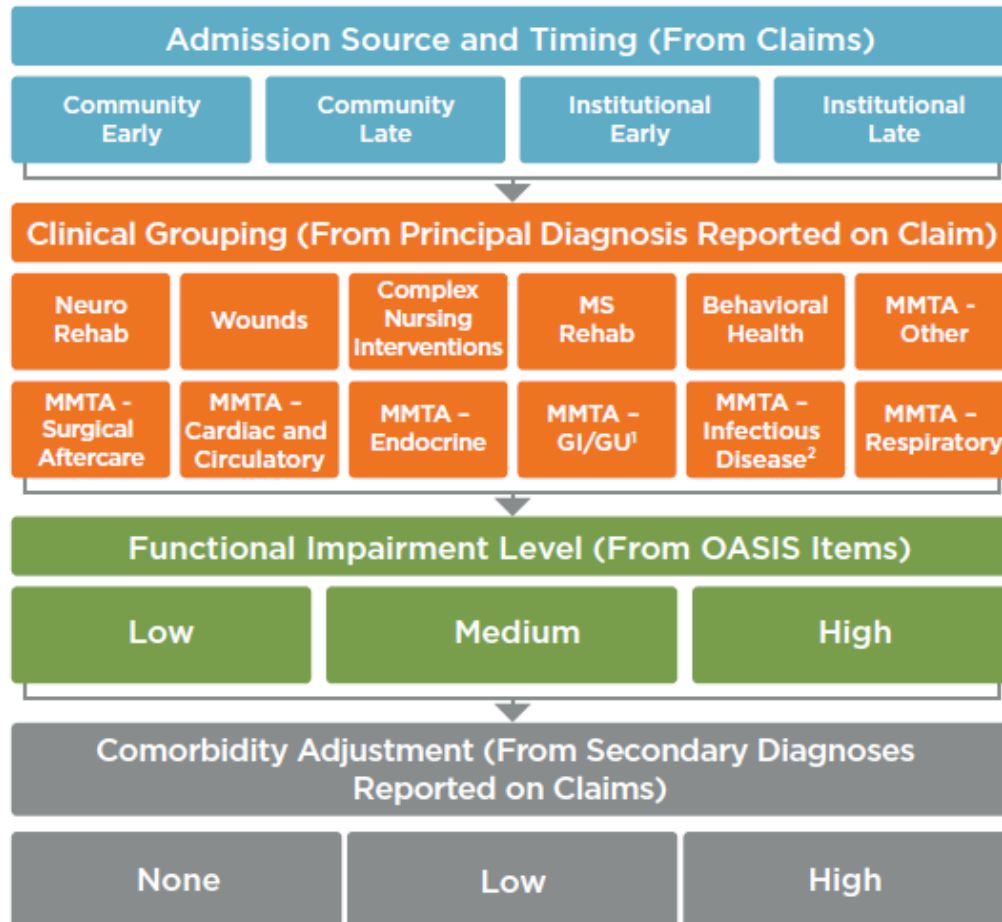 Admission Source and Timing (From Claims)
Community
Early
Community
Late
Institutional
Early
Institutional
Late
Clinical Grouping (From Principal Diagnosis Reported on Claim)
Neuro
Rehab
Wounds
Complex
Nursing
Interventions
MS
Rehab
Behavioral
Health
MMTA -
Other
MMTA -
Surgical
Aftercare
MMTA –
Cardiac and
Circulatory
MMTA –
Endocrine
MMTA –
GI/GU¹
MMTA –
Infectious
Disease²
MMTA –
Respiratory
Functional Impairment Level (From OASIS Items)
Low
Medium
High
Comorbidity Adjustment (From Secondary Diagnoses
Reported on Claims)
None
Low
High